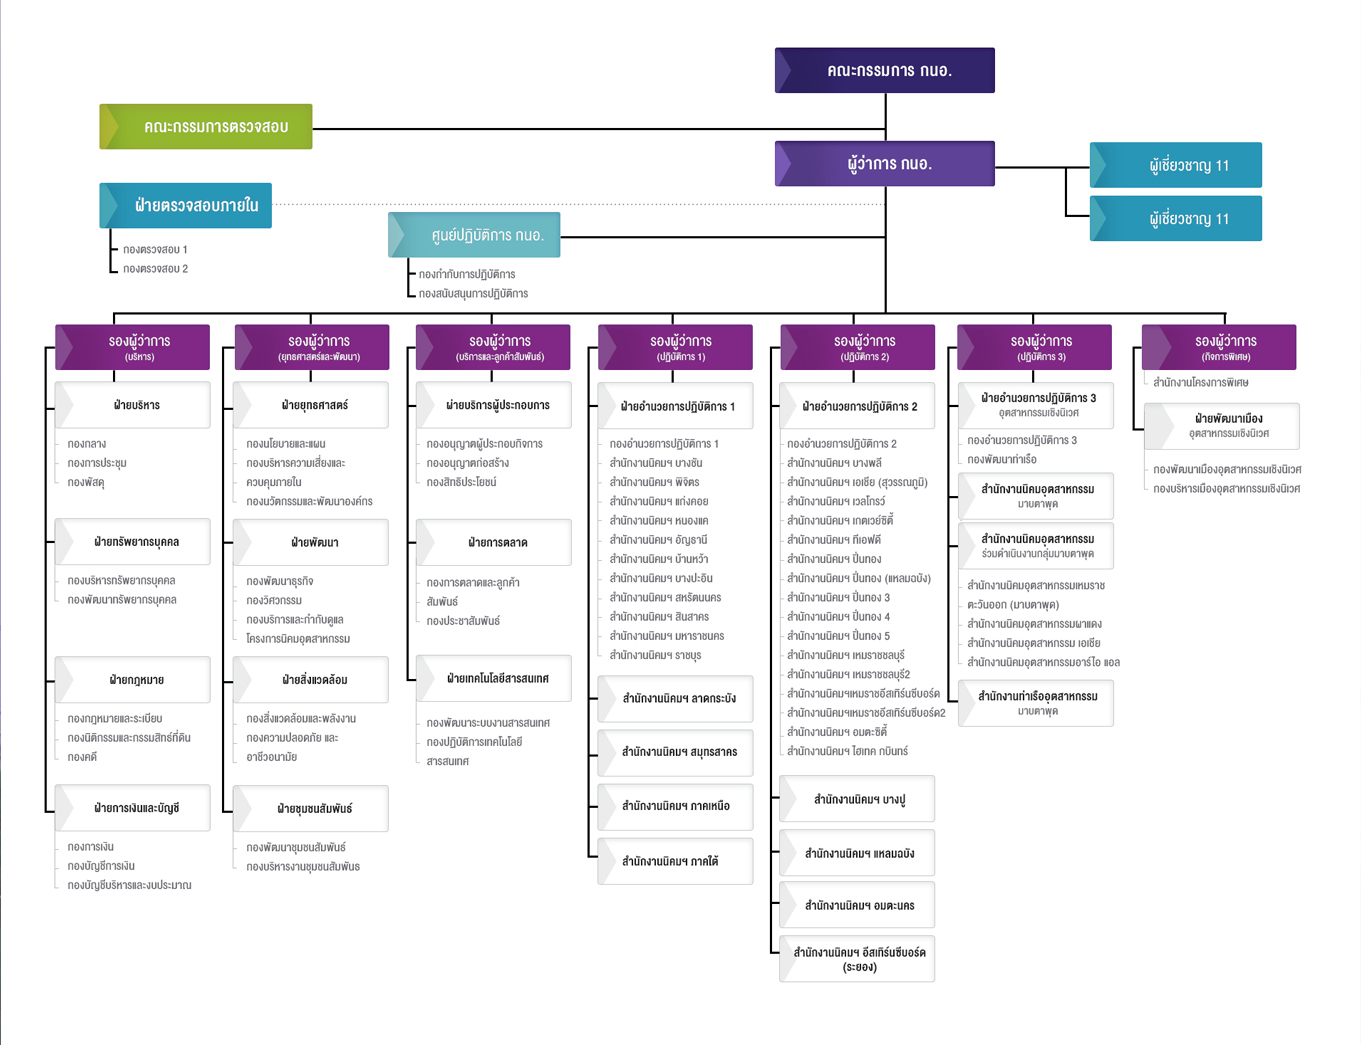 คณะกรรมการ กนอ.
คณะกรรมการตรวจสอบ
ผู้ว่าการ กนอ.
ผู้เชี่ยวชาญ 11
ผู้เชี่ยวชาญ 11
ฝ่ายตรวจสอบภายใน
กองตรวจสอบ 1
กองตรวจสอบ 2
ศูนย์ปฏิบัติการ กนอ.
กองกำกับการปฏิบัติการ
กองสนับสนุนการปฏิบัติการ
รองผู้ว่าการ
(บริหาร)
ฝ่ายบริหาร
กองกลาง
กองการประชุม
กองพัสดุ
ฝ่ายทรัพยากรบุคคล
กองบริหารทรัพยากรบุคคล
กองพัฒนาทรัพยากรบุคคล
ฝ่ายกฎหมาย
กองกฎหมายและระเบียบ
กองนิติกรรมและกรรมสิทธิ์ที่ดิน
กองคดี
ฝ่ายการเงินและบัญชี
กองการเงิน
กองบัญชีการเงิน
กองบัญชีบริหารและงบประมาณ
รองผู้ว่าการ
(ยุทธศาสตร์และพัฒนา)
ฝ่ายยุทธศาสตร์
กองนโยบายและแผน
กองบริหารความเสี่ยงและ
ควบคุมภายใน
กองนวัตกรรมและพัฒนาองค์กร
ฝ่ายพัฒนา
กองพัฒนาธุรกิจ
กองวิศวกรรม
กองบริการและกำกับดูแล
โครงการนิคมอุตสาหกรรม
ฝ่ายสิ่งแวดล้อม
กองสิ่งแวดล้อมและพลังงาน
กองความปลอดภัย และ
อาชีวอนามัย
ฝ่ายชุมชนสัมพันธ์
กองพัฒนาชุมชนสัมพันธ์
กองบริหารงานชุมชนสัมพันธ
รองผู้ว่าการ
(บริการและลูกค้าสัมพันธ์)
ผ่ายบริการผู้ประกอบการ
กองอนุญาตผู้ประกอบกิจการ
กองอนุญาตก่อสร้าง
กองสิทธิประโยชน์
ฝ่ายการตลาด
กองการตลาดและลูกค้า
สัมพันธ์
กองประชาสัมพันธ์
ฝ่ายเทคโนโลยีสารสนเทศ
กองพัฒนาระบบงานสารสนเทศ
กองปฏิบัติการเทคโนโลยี
สารสนเทศ
รองผู้ว่าการ
(ปฏิบัติการ 1)
ฝ่ายอำนวยการปฏิบัติการ 1
กองอำนวยการปฏิบัติการ 1
สำนักงานนิคมฯ บางชัน
สำนักงานนิคมฯ พิจิตร
สำนักงานนิคมฯ แก่งคอย
สำนักงานนิคมฯ หนองแค
สำนักงานนิคมฯ อัญธานี
สำนักงานนิคมฯ บ้านหว้า
สำนักงานนิคมฯ บางปะอิน
สำนักงานนิคมฯ สหรัตนนคร
สำนักงานนิคมฯ สินสาคร
สำนักงานนิคมฯ มหาราชนคร
สำนักงานนิคมฯ ราชบุร
สำนักงานนิคมฯ ลาดกระบัง
สำนักงานนิคมฯ สมุทรสาคร
สำนักงานนิคมฯ ภาคเหนือ
สำนักงานนิคมฯ ภาคใต้
รองผู้ว่าการ
(ปฏิบัติการ 2)
ฝ่ายอำนวยการปฏิบัติการ 2
กองอำนวยการปฏิบัติการ 2
สำนักงานนิคมฯ บางพลี
สำนักงานนิคมฯ เอเชีย (สุวรรณภูมิ)
สำนักงานนิคมฯ เวลโกรว์
สำนักงานนิคมฯ เกตเวย์ซิตี้
สำนักงานนิคมฯ ทีเอฟดี
สำนักงานนิคมฯ ปิ่นทอง
สำนักงานนิคมฯ ปิ่นทอง (แหลมฉบัง)
สำนักงานนิคมฯ ปิ่นทอง 3
สำนักงานนิคมฯ ปิ่นทอง 4
สำนักงานนิคมฯ ปิ่นทอง 5
สำนักงานนิคมฯ เหมราชชลบุรี
สำนักงานนิคมฯ เหมราชชลบุรี2
สำนักงานนิคมฯเหมราชอีสเทิร์นซีบอร์ด
สำนักงานนิคมฯเหมราชอีสเทิร์นซีบอร์ด2
สำนักงานนิคมฯ อมตะซิตี้
สำนักงานนิคมฯ ไฮเทค กบินทร์
สำนักงานนิคมฯ บางปู
สำนักงานนิคมฯ แหลมฉบัง
สำนักงานนิคมฯ อมตะนคร
สำนักงานนิคมฯ อีสเทิร์นซีบอร์ด
(ระยอง)
รองผู้ว่าการ
(ปฏิบัติการ 3)
ฝ่ายอำนวยการปฏิบัติการ 3
อุตสาหกรรมเชิงนิเวศ
กองอำนวยการปฏิบัติการ 3
กองพัฒนาท่าเรือ
สำนักงานนิคมอุตสาหกรรม
มาบตาพุด
สำนักงานนิคมอุตสาหกรรม
ร่วมดำเนินงานกลุ่มมาบตาพุด
สำนักงานนิคมอุตสาหกรรมเหมราช
ตะวันออก (มาบตาพุด)
สำนักงานนิคมอุตสาหกรรมผาแดง
สำนักงานนิคมอุตสาหกรรม เอเชีย
สำนักงานนิคมอุตสาหกรรมอาร์ไอ แอล
สำนักงานท่าเรืออุตสาหกรรม
มาบตาพุด
รองผู้ว่าการ
(กิจการพิเศษ)
สำนักงานโครงการพิเศษ
ฝ่ายพัฒนาเมือง
อุตสาหกรรมเชิงนิเวศ
กองพัฒนาเมืองอุตสาหกรรมเชิงนิเวศ
กองบริหารเมืองอุตสาหกรรมเชิงนิเวศ